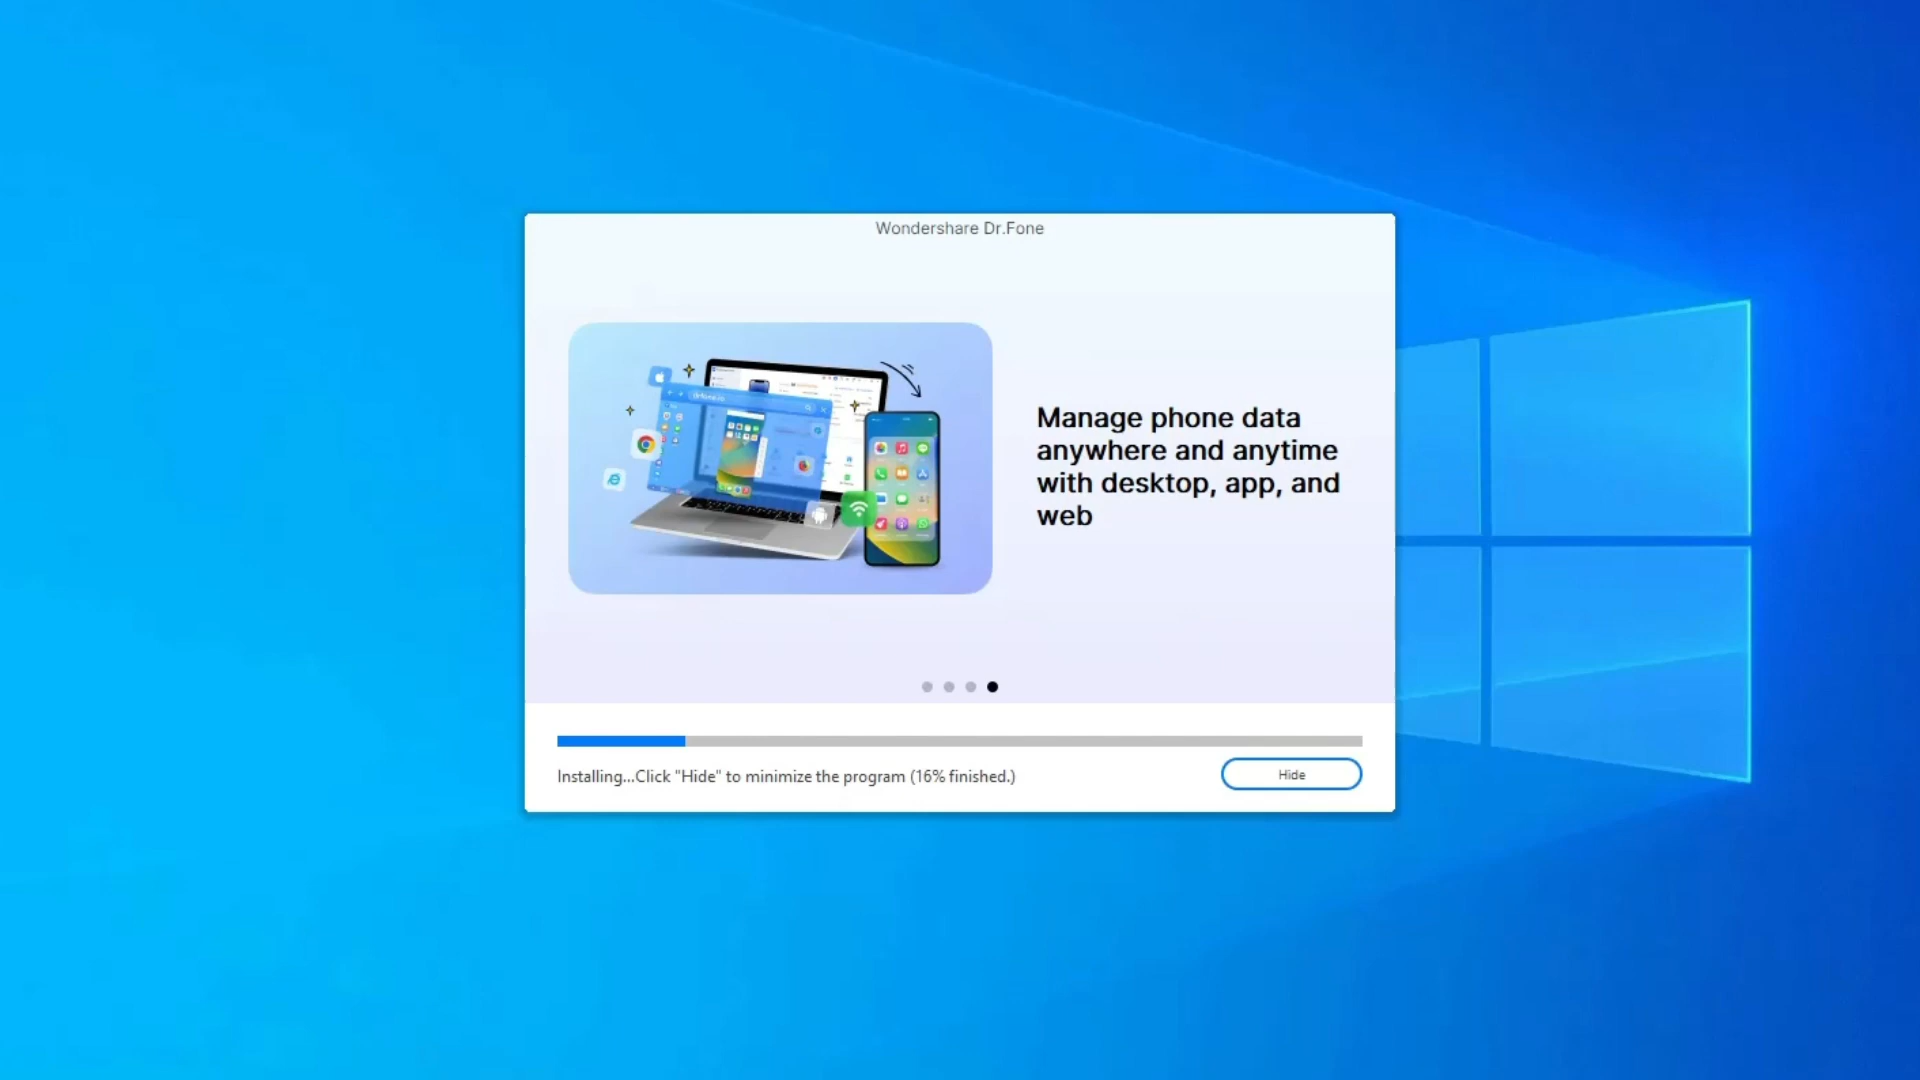 Wondershare Dr.Fone
Manage phone data
anywhere and anytime
with desktop, app, and
web
Installing...Click "Hide" to minimize the program (16% finished.)
Hide